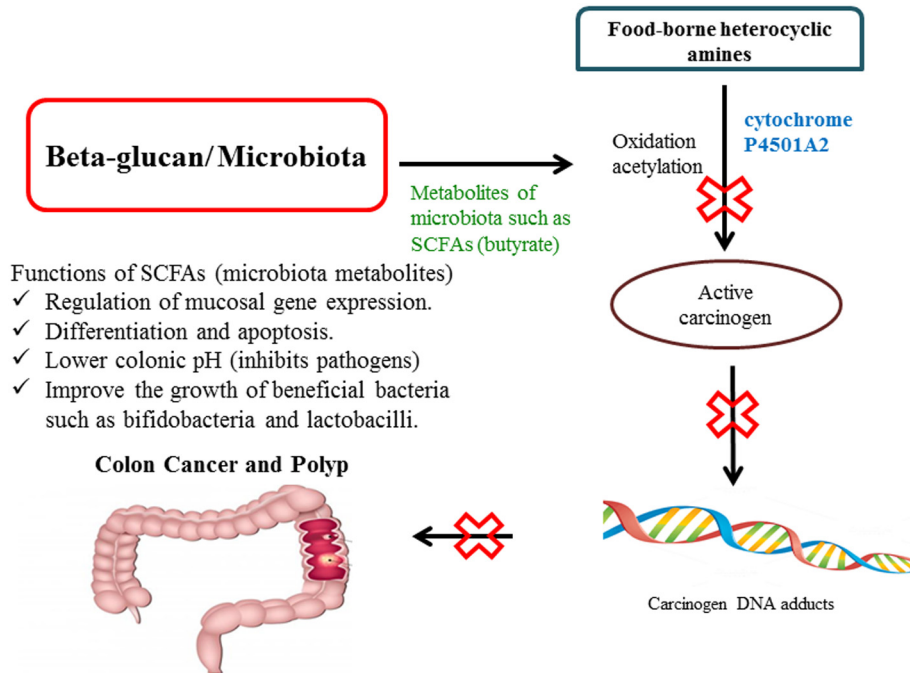 Food-borne heterocyclic
amines
Beta-glucan/ Microbiota
Oxidation
acetylation
cytochrome
P4501A2
Metabolites of
microbiota such as
SCFAs (butyrate)
Functions of SCFAs (microbiota metabolites)
✓ Regulation of mucosal gene expression.
✓ Differentiation and apoptosis.
✓ Lower colonic pH (inhibits pathogens)
✓ Improve the growth of beneficial bacteria
such as bifidobacteria and lactobacilli.
Active
carcinogen
Colon Cancer and Polyp
Carcinogen DNA adducts